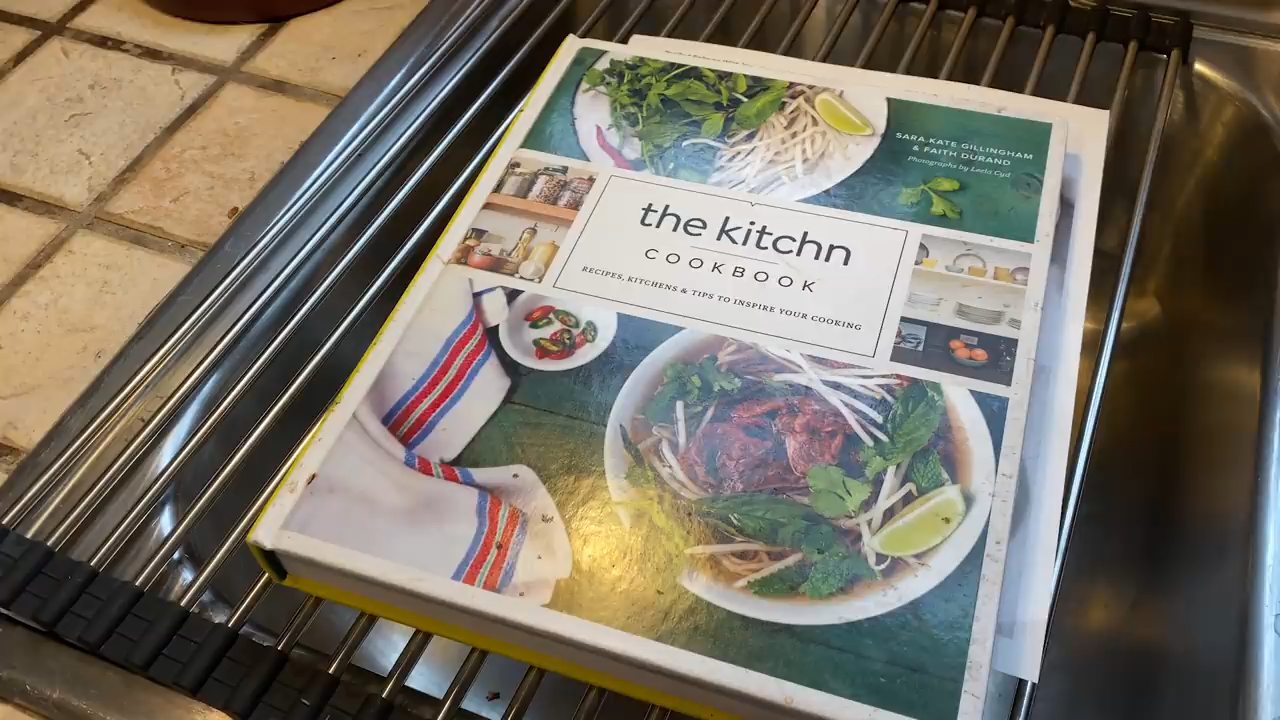 SARA KATE GILLINGHAM
& FAITH DURAND
Photographs by Leela Cyd
the kitchn
COOKBOOK
RECIPES, KITCHENS & TIPS TO INSPIRE YOUR COOKING